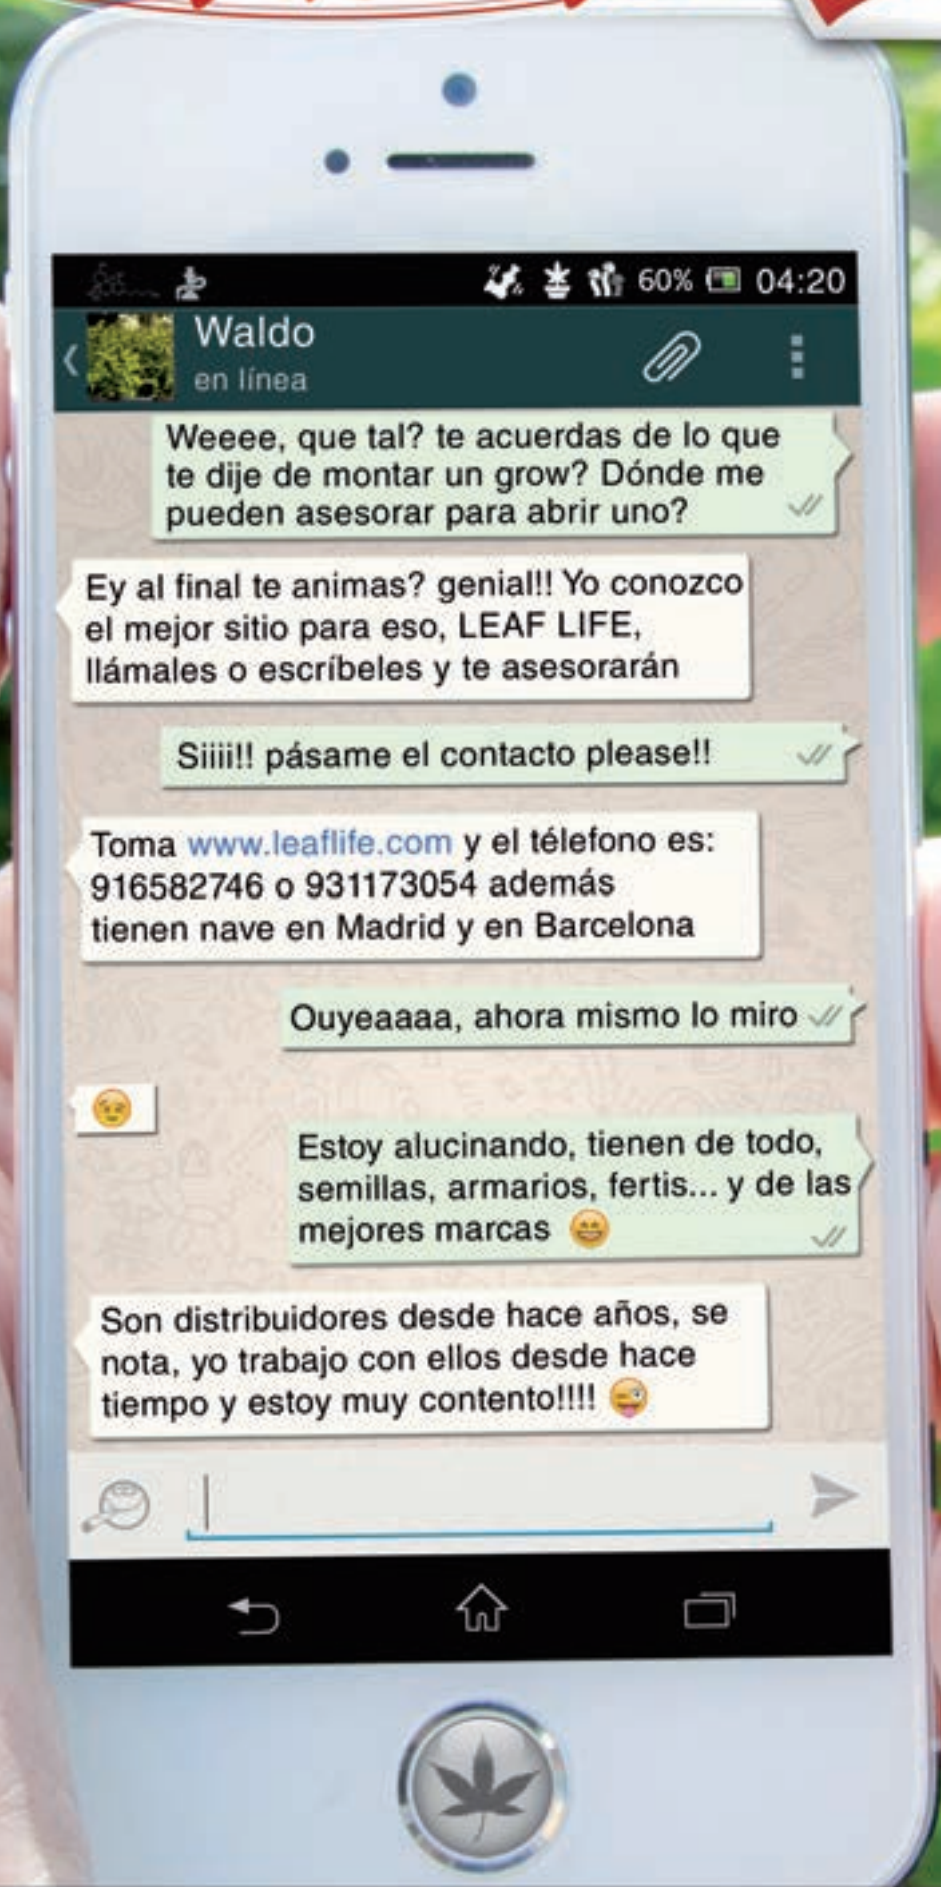 60% 04:20
Waldo
en línea
Weeee, que tal? te acuerdas de lo que
te dije de montar un grow? Dónde me
pueden asesorar para abrir uno?
Ey al final te animas? genial!! Yo conozco
el mejor sitio para eso, LEAF LIFE,
llámales o escríbeles y te asesorarán
Siiii!! pásame el contacto please!!
Toma www.leaflife.com y el télefono es:
916582746 o 931173054 además
tienen nave en Madrid y en Barcelona
Ouyeaaaa, ahora mismo lo miro
Estoy alucinando, tienen de todo,
semillas, armarios, fertis... y de las
mejores marcas
Son distribuidores desde hace años, se
nota, yo trabajo con ellos desde hace
tiempo y estoy muy contento!!!!